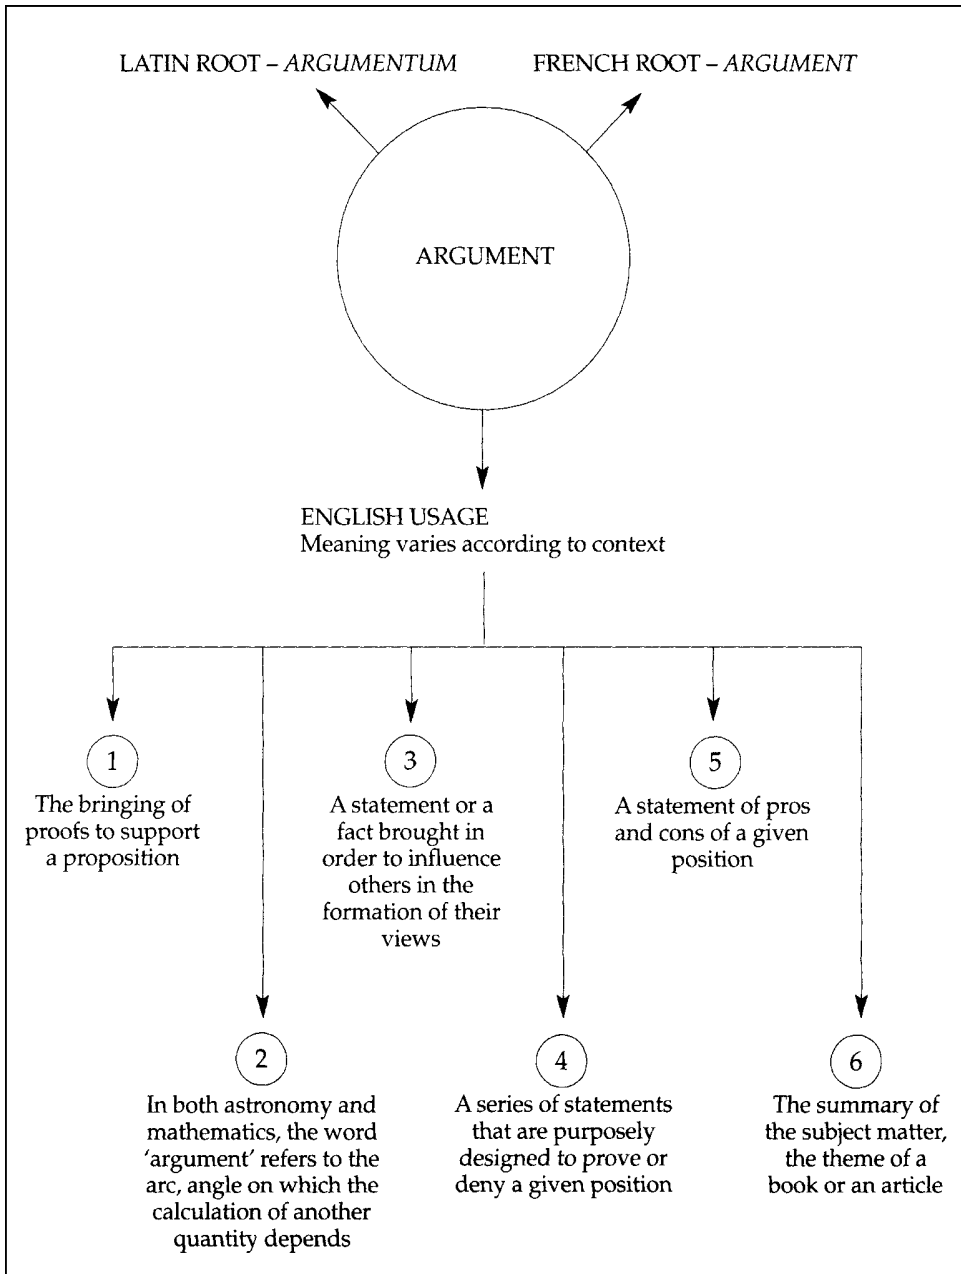 LATIN ROOT – ARGUMENTUM
FRENCH ROOT – ARGUMENT
ARGUMENT
ENGLISH USAGE
Meaning varies according to context
1
The bringing of
proofs to support
a proposition
2
In both astronomy and
mathematics, the word
'argument' refers to the
arc, angle on which the
calculation of another
quantity depends
3
A statement or a
fact brought in
order to influence
others in the
formation of their
views
4
A series of statements
that are purposely
designed to prove or
deny a given position
5
A statement of pros
and cons of a given
position
6
The summary of
the subject matter,
the theme of a
book or an article